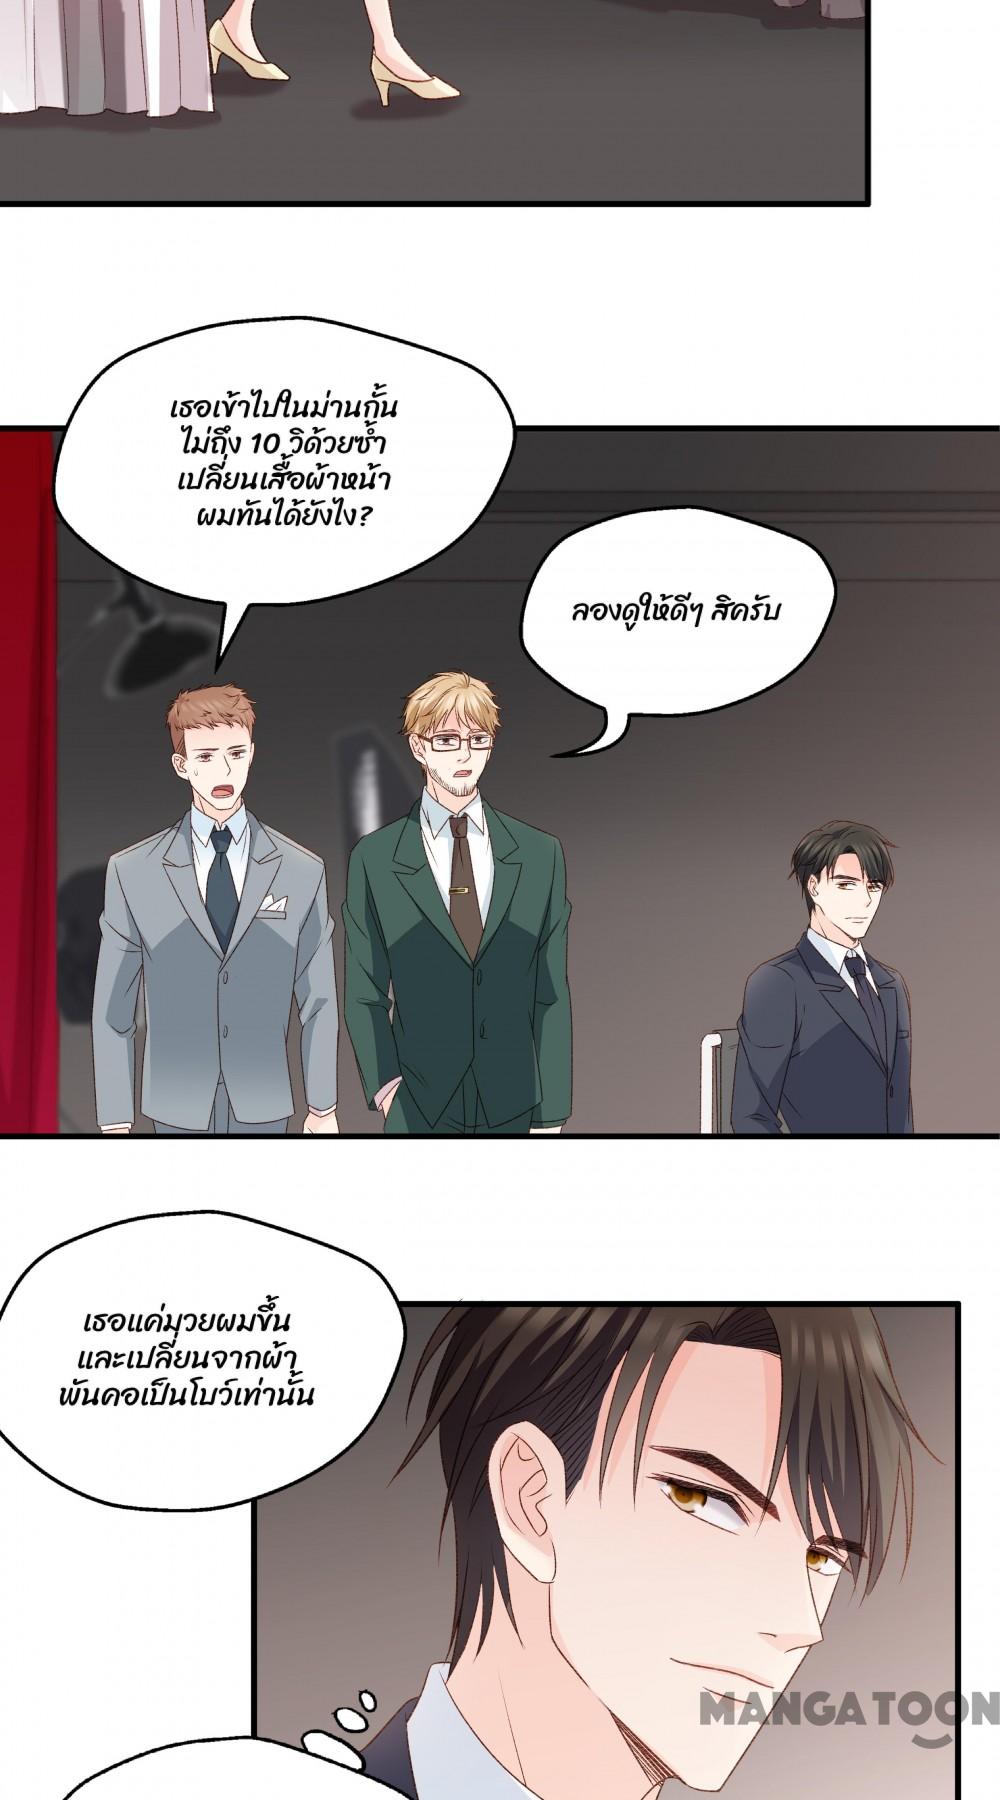 เธอเข้าไปในม่านกั้น
ไม่ถึง 10 วิด้วยซ้ำ
เปลี่ยนเสื้อผ้าหน้า
ผมทันได้ยังไง?
ลองดูให้ดีๆ สิครับ
เธอแค่มวยผมขึ้น
และเปลี่ยนจากผ้า
พันคอเป็นโบว์เท่านั้น
MANGATOON